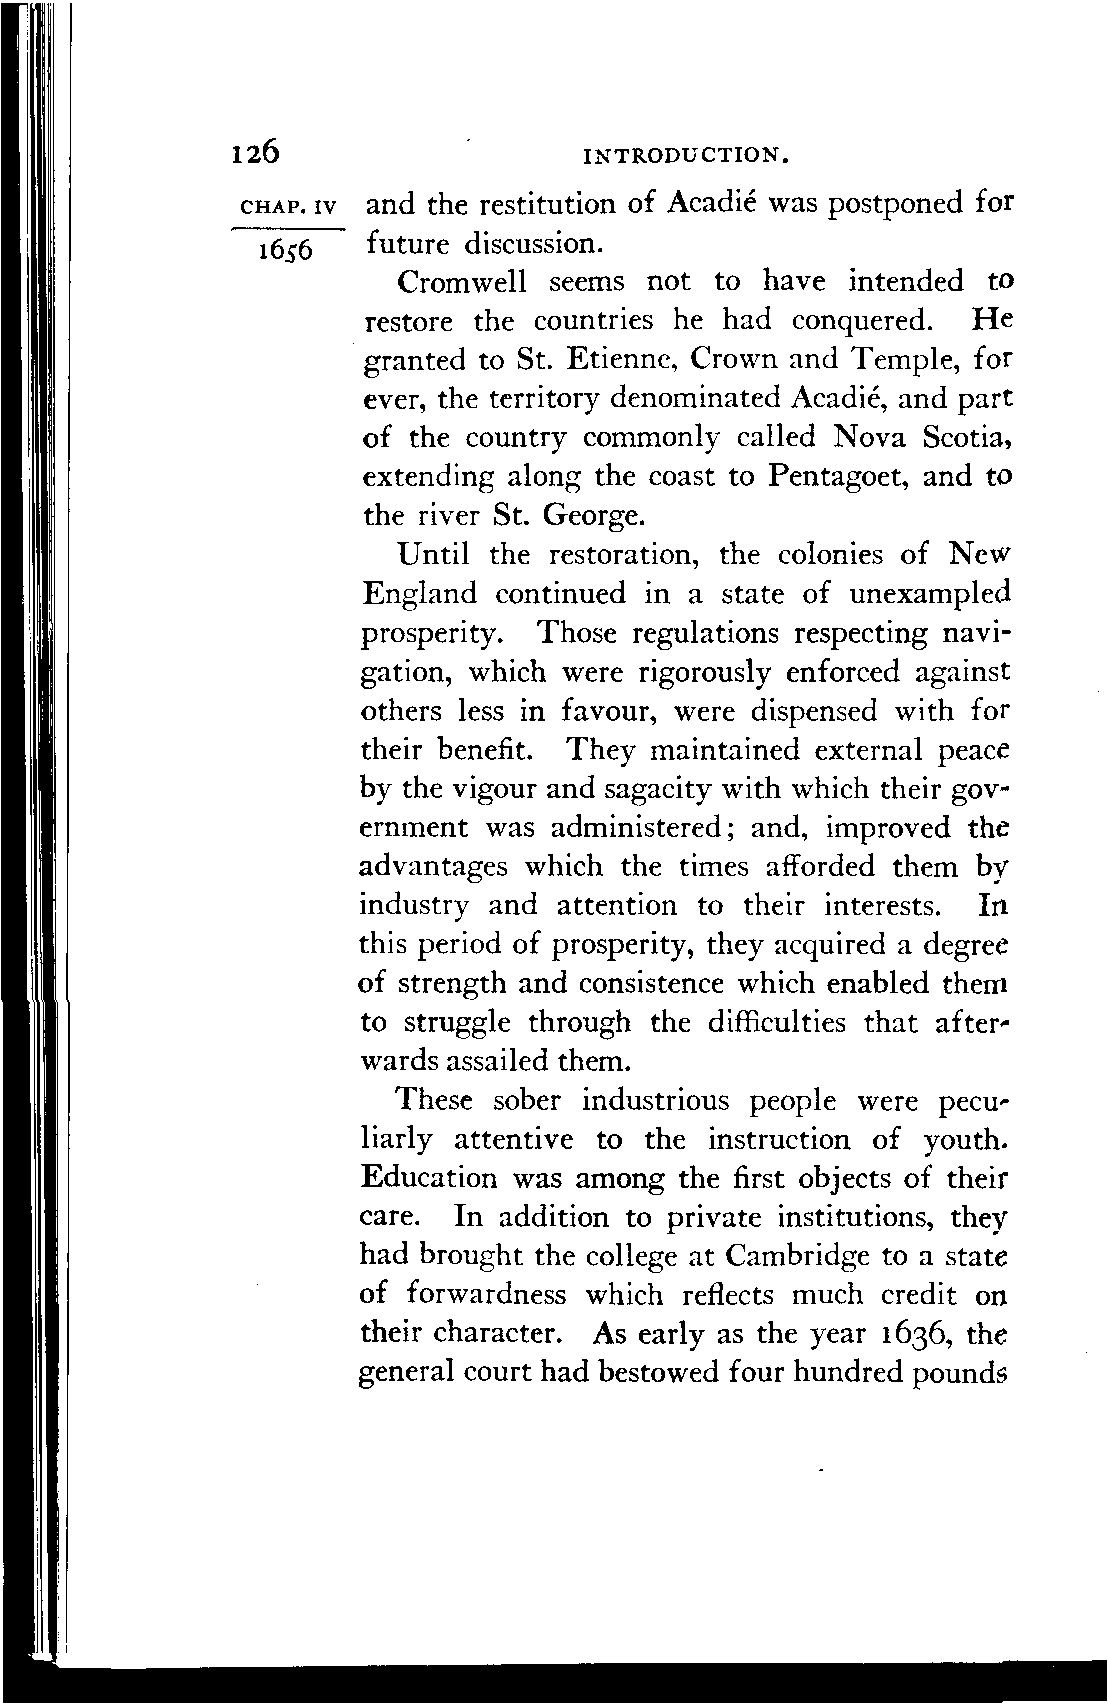 126 INTRODUCTION.
CHAP. IV and the restitution of Acadié was postponed for
1656 future discussion.
Cromwell seems not to have intended to
restore the countries he had conquered. He
granted to St. Etienne, Crown and Temple, for
ever, the territory denominated Acadié, and part
of the country commonly called Nova Scotia,
extending along the coast to Pentagoet, and to
the river St. George.
Until the restoration, the colonies of New
England continued in a state of unexampled
prosperity. Those regulations respecting navi-
gation, which were rigorously enforced against
others less in favour, were dispensed with for
their benefit. They maintained external peace
by the vigour and sagacity with which their gov-
ernment was administered; and, improved the
advantages which the times afforded them by
industry and attention to their interests. In
this period of prosperity, they acquired a degree
of strength and consistence which enabled them
to struggle through the difficulties that after-
wards assailed them.
These sober industrious people were pecu-
liarly attentive to the instruction of youth.
Education was among the first objects of their
care. In addition to private institutions, they
had brought the college at Cambridge to a state
of forwardness which reflects much credit on
their character. As early as the year 1636, the
general court had bestowed four hundred pounds